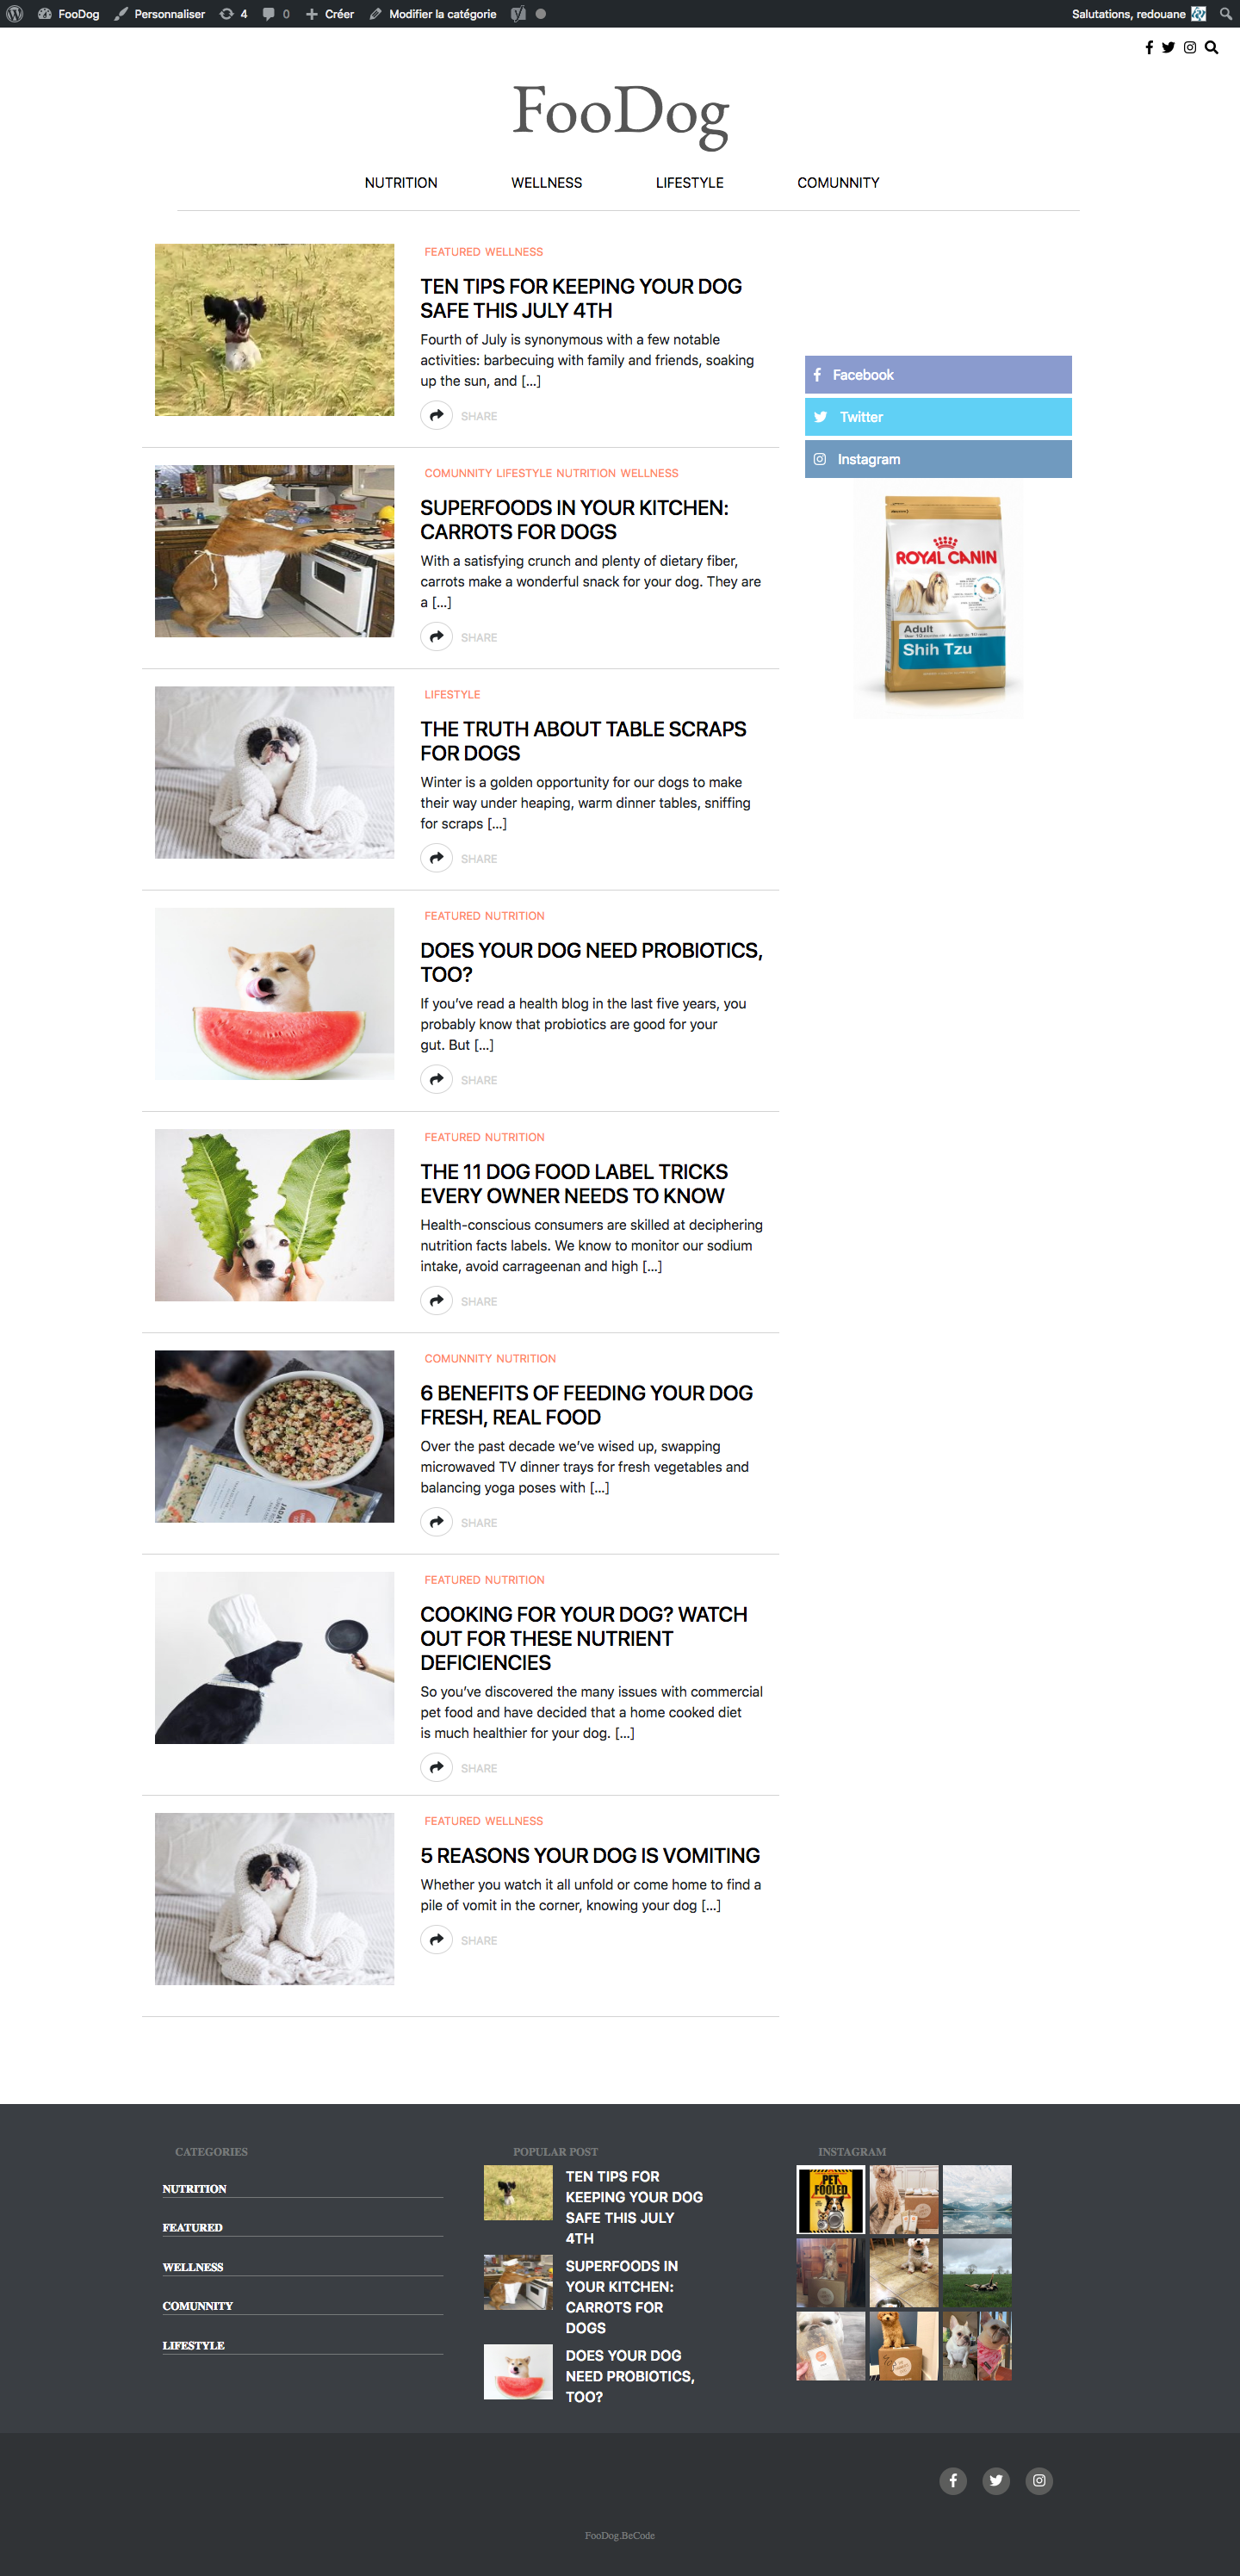 FooDog Personnaliser 4 0 Créer Modifier la catégorie Salutations, redouane
FooDog
NUTRITION WELLNESS LIFESTYLE COMUNNITY
FEATURED WELLNESS
TEN TIPS FOR KEEPING YOUR DOG
SAFE THIS JULY 4TH
Fourth of July is synonymous with a few notable
activities: barbecuing with family and friends, soaking
up the sun, and [...]
SHARE
COMUNNITY LIFESTYLE NUTRITION WELLNESS
SUPERFOODS IN YOUR KITCHEN:
CARROTS FOR DOGS
With a satisfying crunch and plenty of dietary fiber,
carrots make a wonderful snack for your dog. They are
a [...]
SHARE
LIFESTYLE
THE TRUTH ABOUT TABLE SCRAPS
FOR DOGS
Winter is a golden opportunity for our dogs to make
their way under heaping, warm dinner tables, sniffing
for scraps [...]
SHARE
FEATURED NUTRITION
DOES YOUR DOG NEED PROBIOTICS,
TOO?
If you've read a health blog in the last five years, you
probably know that probiotics are good for your
gut. But [...]
SHARE
FEATURED NUTRITION
THE 11 DOG FOOD LABEL TRICKS
EVERY OWNER NEEDS TO KNOW
Health-conscious consumers are skilled at deciphering
nutrition facts labels. We know to monitor our sodium
intake, avoid carrageenan and high [...]
SHARE
COMUNNITY NUTRITION
6 BENEFITS OF FEEDING YOUR DOG
FRESH, REAL FOOD
Over the past decade we've wised up, swapping
microwaved TV dinner trays for fresh vegetables and
balancing yoga poses with [...]
SHARE
FEATURED NUTRITION
COOKING FOR YOUR DOG? WATCH
OUT FOR THESE NUTRIENT
DEFICIENCIES
So you've discovered the many issues with commercial
pet food and have decided that a home cooked diet
is much healthier for your dog. [...]
SHARE
FEATURED WELLNESS
5 REASONS YOUR DOG IS VOMITING
Whether you watch it all unfold or come home to find a
pile of vomit in the corner, knowing your dog [...]
SHARE
Facebook
Twitter
Instagram
ROYAL CANIN
Adult
Shih Tzu
CATEGORIES
NUTRITION
FEATURED
WELLNESS
COMUNNITY
LIFESTYLE
POPULAR POST
TEN TIPS FOR
KEEPING YOUR DOG
SAFE THIS JULY
4TH
SUPERFOODS IN
YOUR KITCHEN:
CARROTS FOR
DOGS
DOES YOUR DOG
NEED PROBIOTICS,
TOO?
INSTAGRAM
PET
FOOLED
FooDog.BeCode